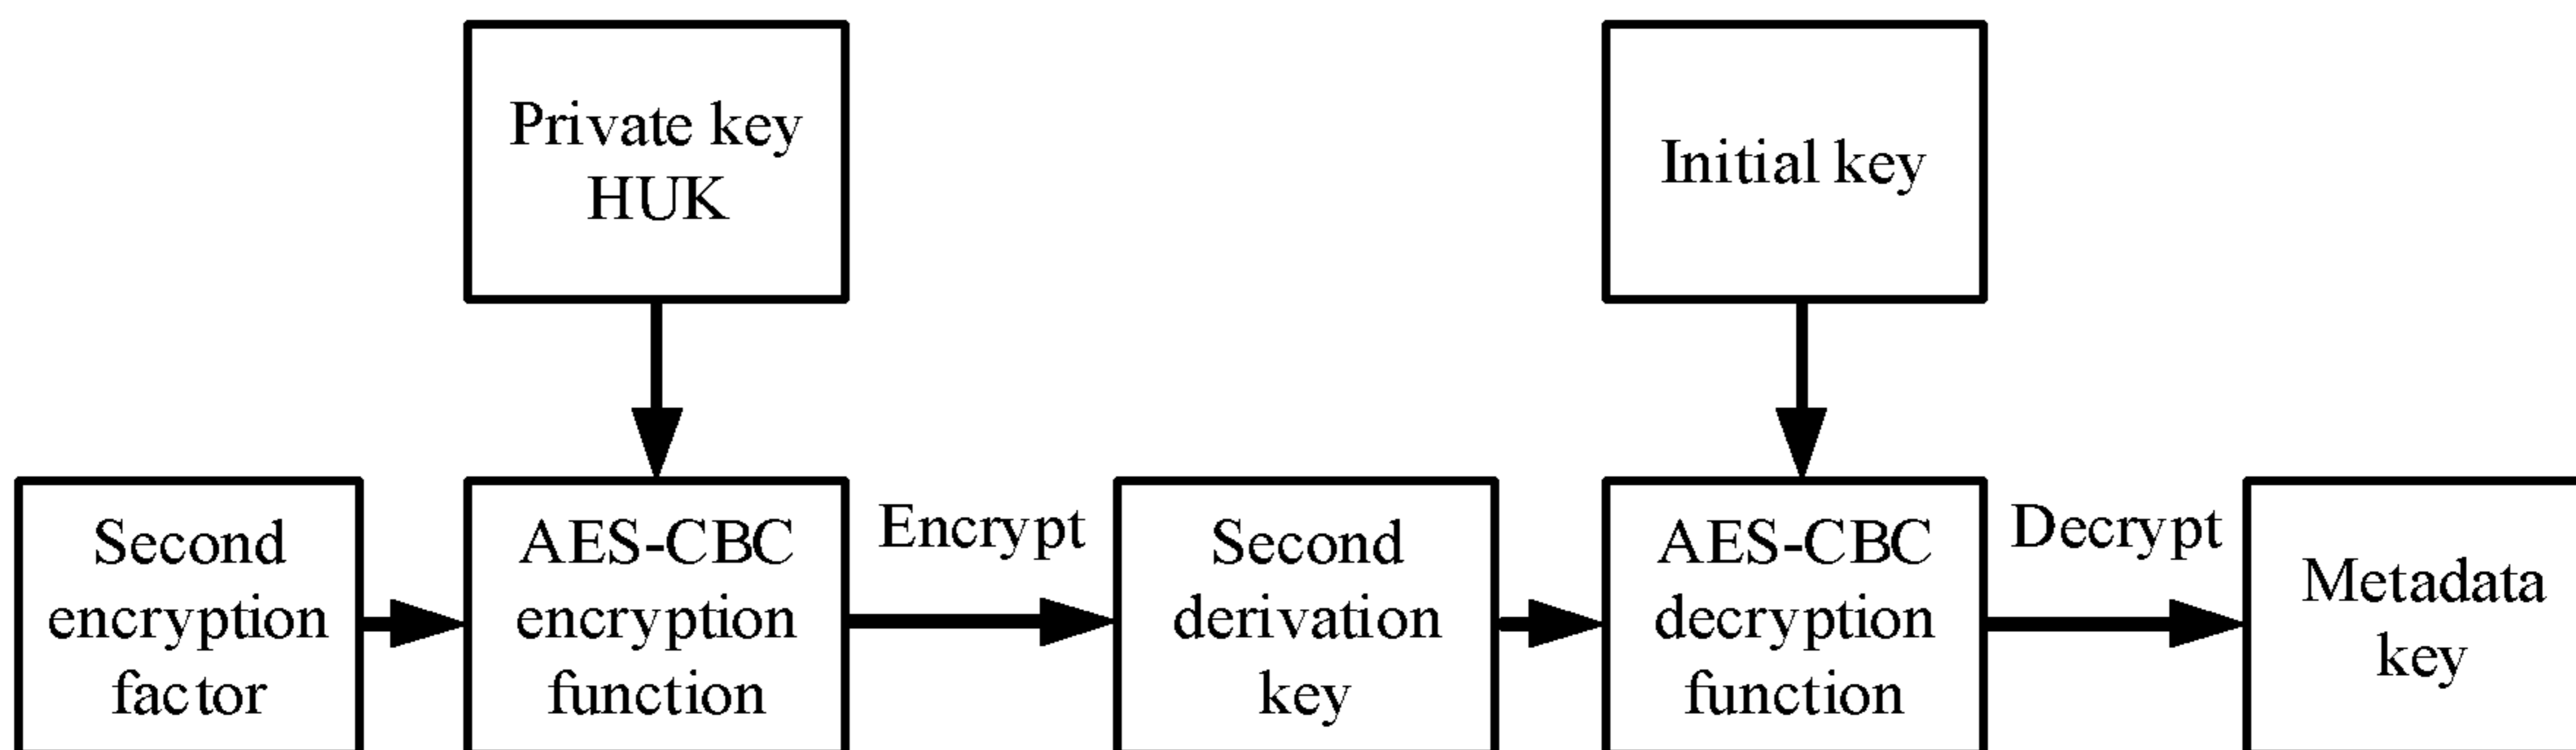 Private key
HUK
Initial key
Second
encryption
factor
AES-CBC
encryption
function
Encrypt
Second
derivation
key
AES-CBC
decryption
function
Decrypt
Metadata
key